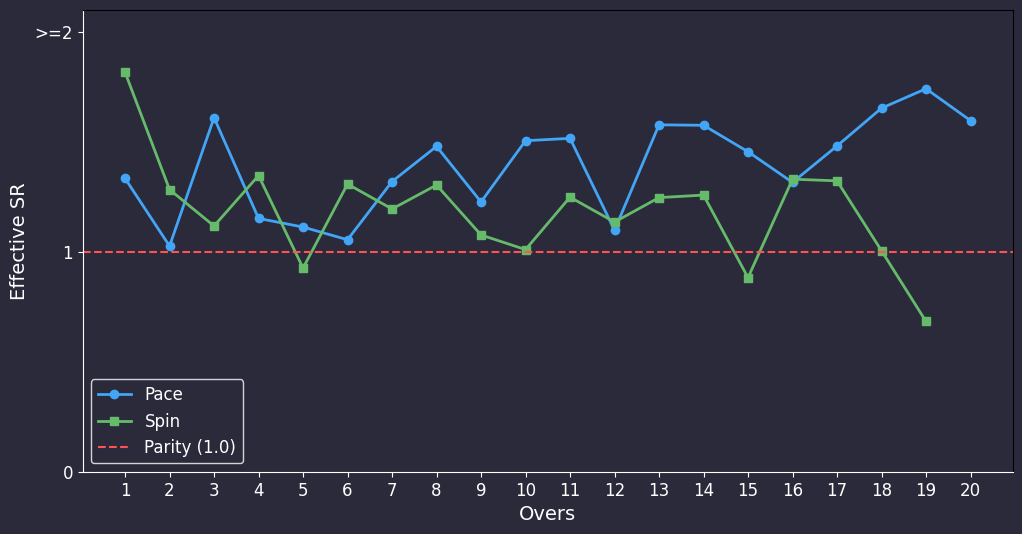 >=2
1
0
Effective SR
Pace
Spin
Parity (1.0)
1 2 3 4 5 6 7 8 9 10 11 12 13 14 15 16 17 18 19 20
Overs